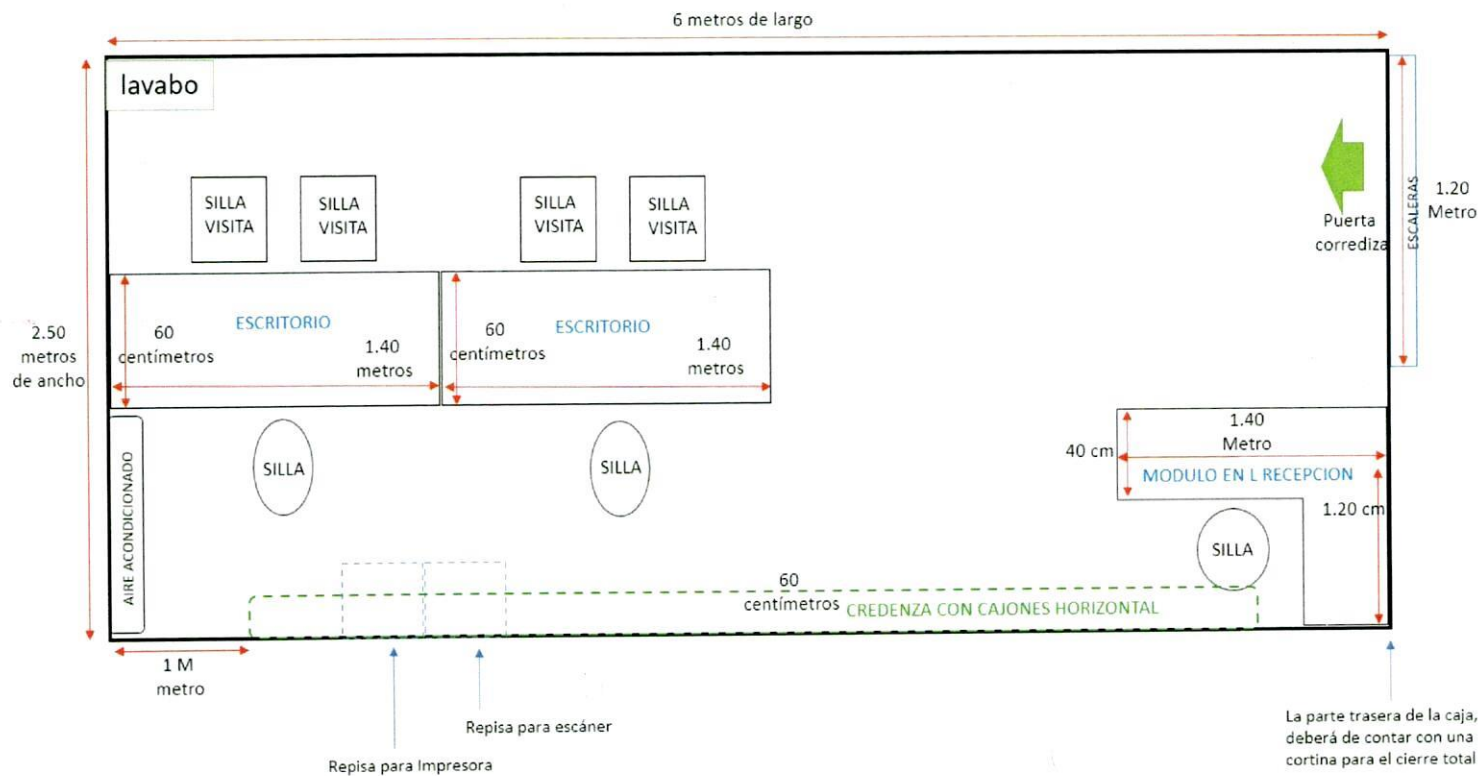 6 metros de largo
lavabo
SILLA
VISITA
SILLA
VISITA
SILLA
VISITA
SILLA
VISITA
Puerta
corrediza
ESCALERAS
1.20
Metro
2.50
metros
de ancho
60
centímetros
ESCRITORIO
1.40
metros
60
centímetros
ESCRITORIO
1.40
metros
AIRE ACONDICIONADO
SILLA
SILLA
40 cm
1.40
Metro
MODULO EN L RECEPCION
1.20 cm
SILLA
60
centímetros
CREDENZA CON CAJONES HORIZONTAL
1 M
metro
Repisa para escáner
Repisa para Impresora
La parte trasera de la caja,
deberá de contar con una
cortina para el cierre total